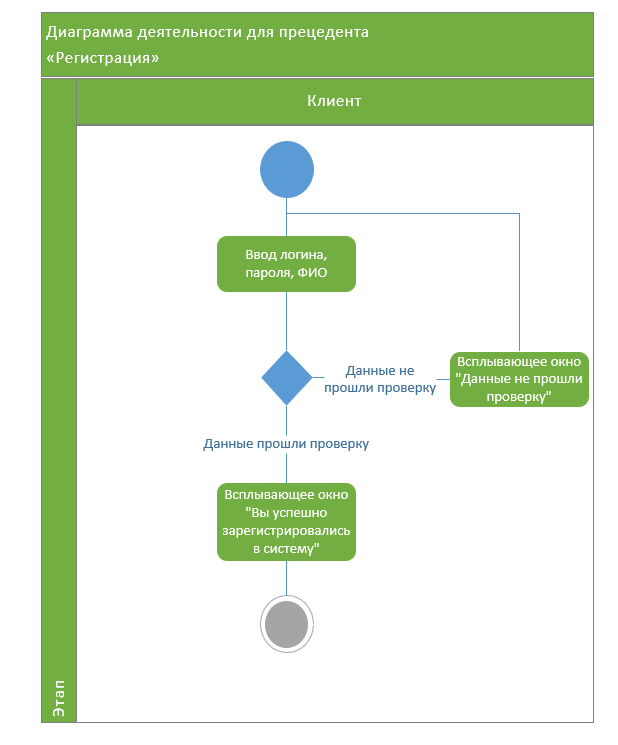 Диаграмма деятельности для прецедента
«Регистрация»
Клиент
Ввод логина,
пароля, ФИО
Данные не
прошли проверку
Всплывающее окно
"Данные не прошли
проверку"
Данные прошли проверку
Всплывающее окно
"Вы успешно
зарегистрировались
в систему"
Этап